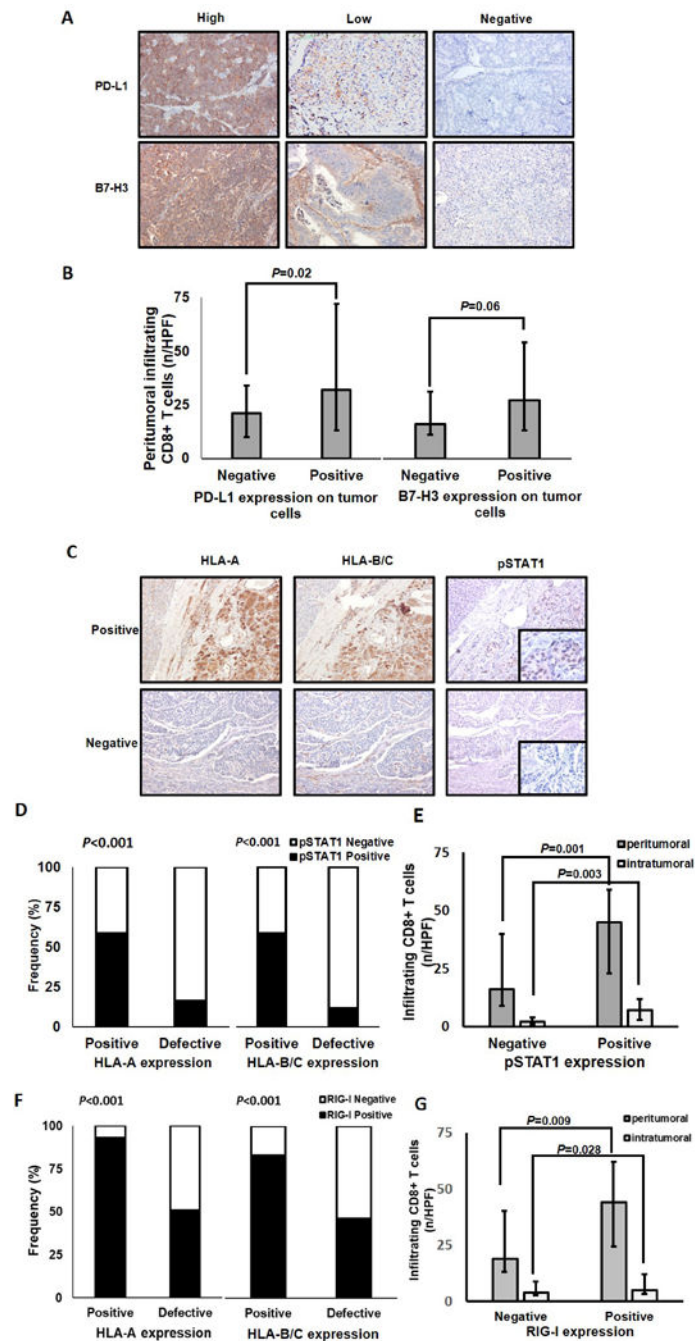 A
High Low Negative
PD-L1
B7-H3
B
Peritumoral infiltrating
CD8+ T cells (n/HPF)
75
50
25
0
P=0.02
P=0.06
Negative Positive Negative Positive
PD-L1 expression on tumor
cells
B7-H3 expression on tumor
cells
C
HLA-A HLA-B/C pSTAT1
Positive
Negative
D
P<0.001 P<0.001
pSTAT1 Negative
pSTAT1 Positive
Frequency (%)
100
75
50
25
0
Positive Defective Positive Defective
HLA-A expression HLA-B/C expression
E
peritumoral
intratumoral
P=0.001
P=0.003
Infiltrating CD8+ T cells
(n/HPF)
75
50
25
0
Negative Positive
pSTAT1 expression
F
P<0.001 P<0.001
RIG-I Negative
RIG-I Positive
Frequency (%)
100
75
50
25
0
Positive Defective Positive Defective
HLA-A expression HLA-B/C expression
G
peritumoral
intratumoral
P=0.009
P=0.028
Infiltrating CD8+ T cells
(n/HPF)
75
50
25
0
Negative Positive
RIG-I expression